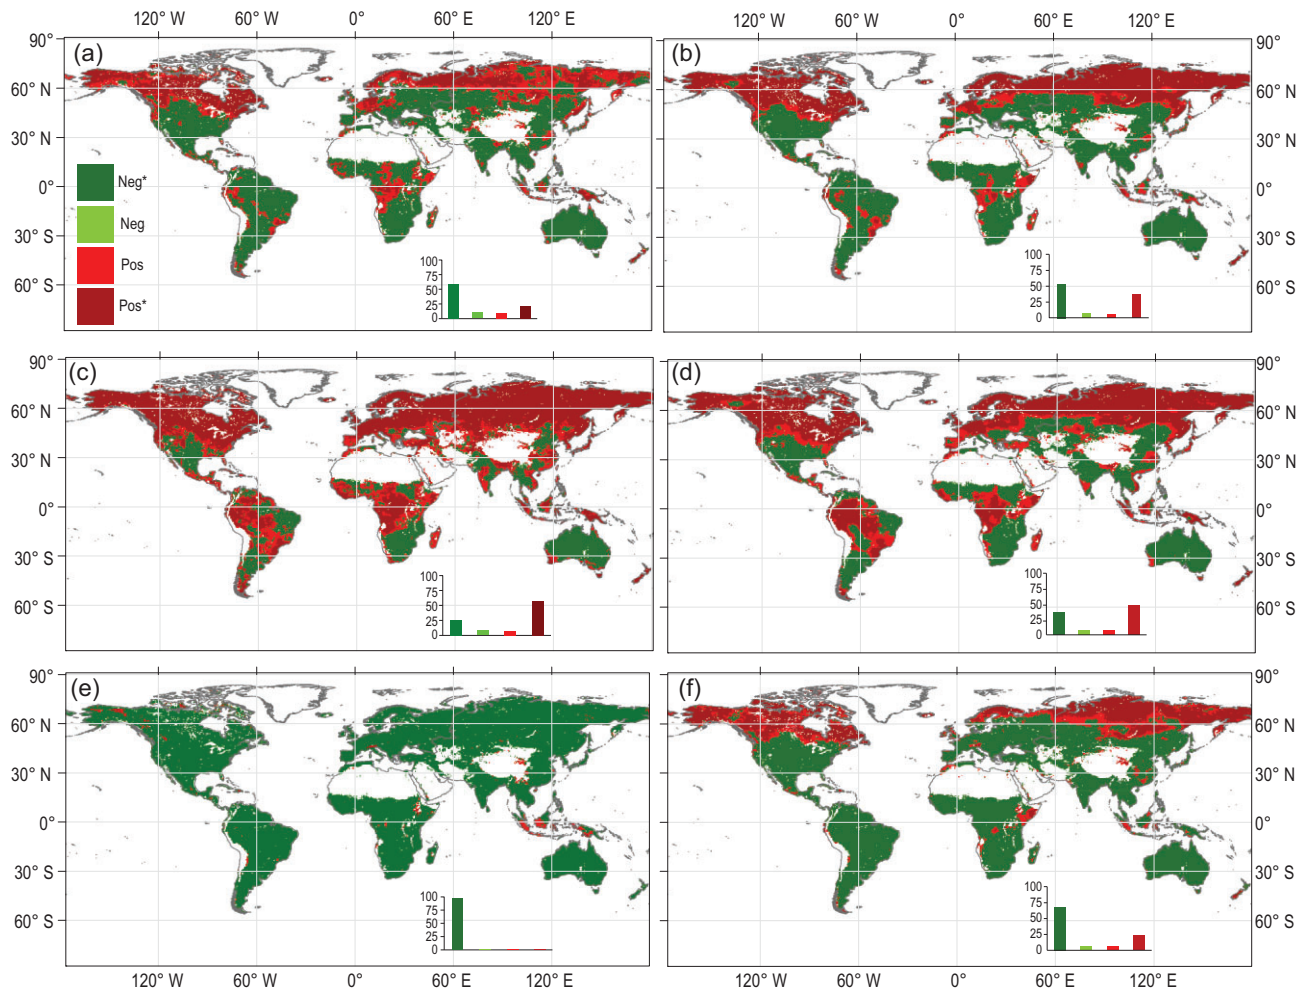 120° W 60° W 0° 60° E 120° E 120° W 60° W 0° 60° E 120° E
90° (a) (b) 90°
60° N 60° N
30° N 30° N
Neg*
0° 0°
Neg
30° S 30° S
Pos
60° S 60° S
Pos*
100 100
75 75
50 50
25 25
0 0
90° (c) (d) 90°
60° N 60° N
30° N 30° N
0° 0°
30° S 30° S
60° S 60° S
100 100
75 75
50 50
25 25
0 0
90° (e) (f) 90°
60° N 60° N
30° N 30° N
0° 0°
30° S 30° S
60° S 60° S
100 100
75 75
50 50
25 25
0 0
120° W 60° W 0° 60° E 120° E 120° W 60° W 0° 60° E 120° E